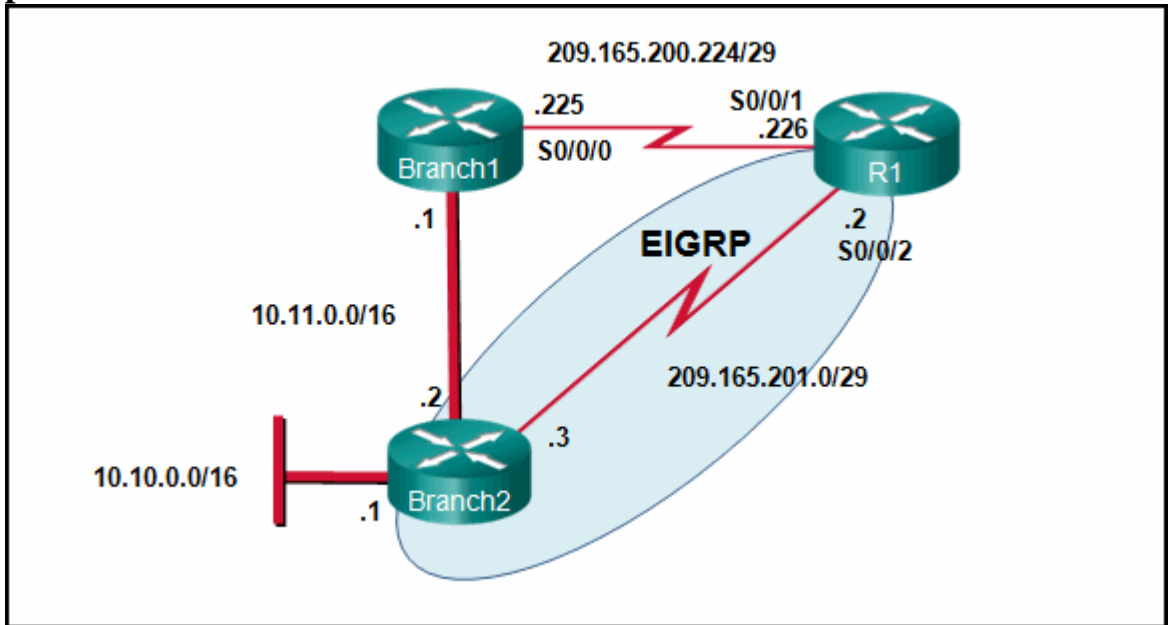 209.165.200.224/29
.225
S0/0/1
.226
S0/0/0
Branch1
R1
.1
.2
S0/0/2
EIGRP
10.11.0.0/16
209.165.201.0/29
.2
.3
10.10.0.0/16
.1
Branch2